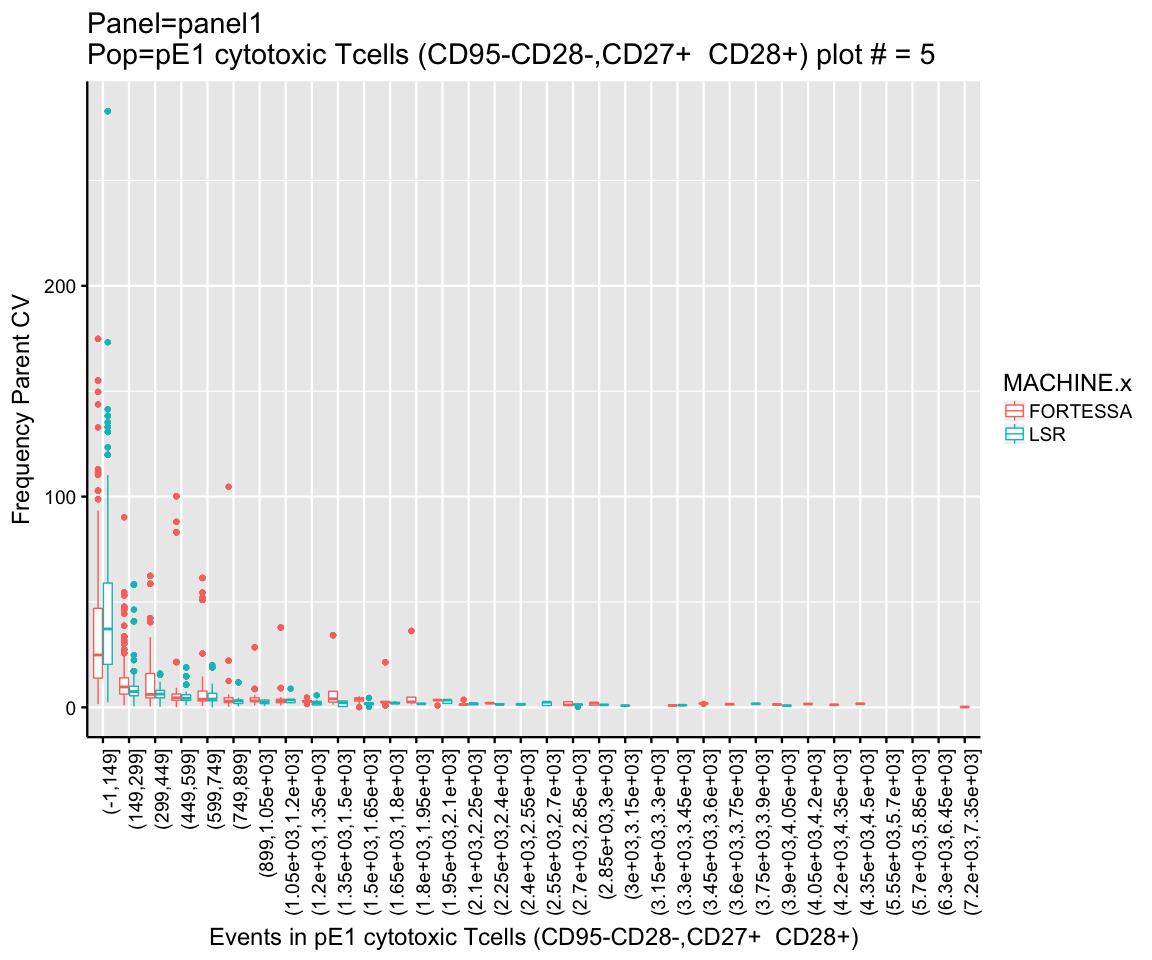 Panel=panel1
Pop=pE1 cytotoxic Tcells (CD95-CD28-,CD27+  CD28+) plot # = 5
Frequency Parent CV
200
100
0
MACHINE.x
FORTESSA
LSR
(-1,149]
(149,299]
(299,449]
(449,599]
(599,749]
(749,899]
(899,1.05e+03]
(1.05e+03,1.2e+03]
(1.2e+03,1.35e+03]
(1.35e+03,1.5e+03]
(1.5e+03,1.65e+03]
(1.65e+03,1.8e+03]
(1.8e+03,1.95e+03]
(1.95e+03,2.1e+03]
(2.1e+03,2.25e+03]
(2.25e+03,2.4e+03]
(2.4e+03,2.55e+03]
(2.55e+03,2.7e+03]
(2.7e+03,2.85e+03]
(2.85e+03,3e+03]
(3e+03,3.15e+03]
(3.15e+03,3.3e+03]
(3.3e+03,3.45e+03]
(3.45e+03,3.6e+03]
(3.6e+03,3.75e+03]
(3.75e+03,3.9e+03]
(3.9e+03,4.05e+03]
(4.05e+03,4.2e+03]
(4.2e+03,4.35e+03]
(4.35e+03,4.5e+03]
(5.55e+03,5.7e+03]
(5.7e+03,5.85e+03]
(6.3e+03,6.45e+03]
(7.2e+03,7.35e+03]
Events in pE1 cytotoxic Tcells (CD95-CD28-,CD27+  CD28+)